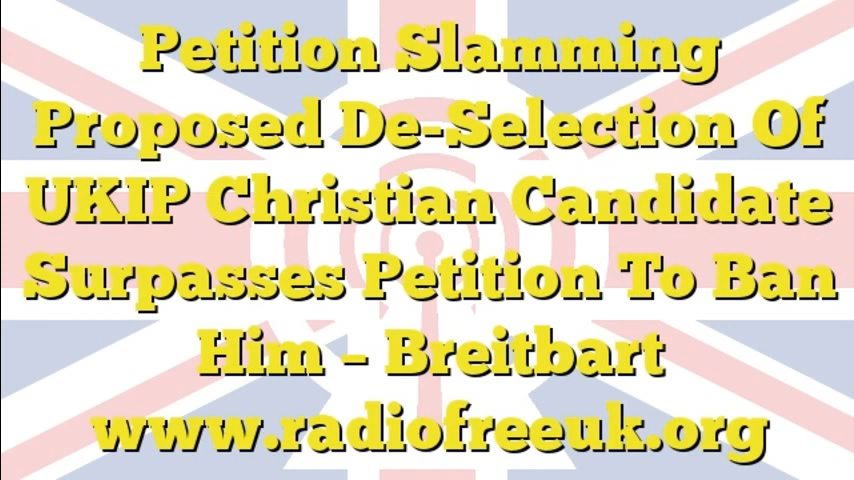 Petition Slamming
Proposed De-Selection Of
UKIP Christian Candidate
Surpasses Petition To Ban
Him – Breitbart
www.radiofreeuk.org